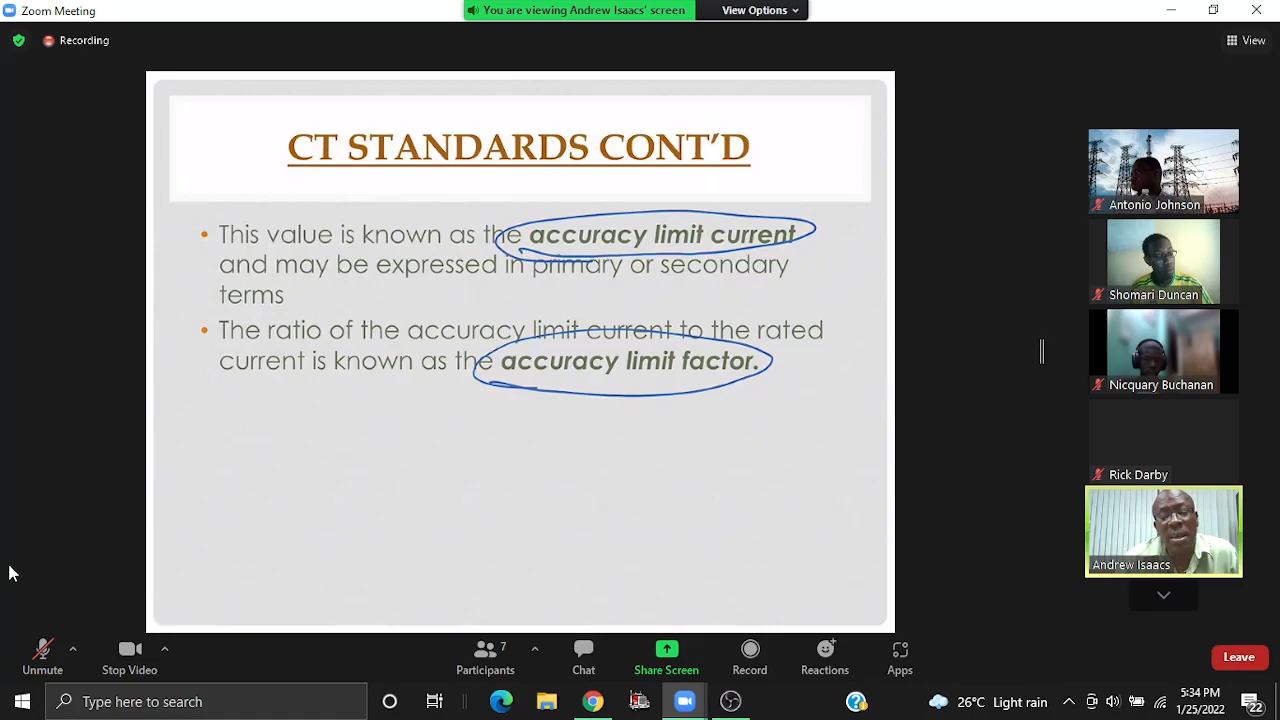 Zoom Meeting
You are viewing Andrew Isaacs' screen
View Options
Recording
View
CT STANDARDS CONT'D
• This value is known as the accuracy limit current
and may be expressed in primary or secondary
terms
• The ratio of the accuracy limit current to the rated
current is known as the accuracy limit factor.
Antonio Johnson
Shomari Duncan
Nicquary Buchanan
Rick Darby
Andrew Isaacs
Unmute
Stop Video
7
Participants
Chat
Share Screen
Record
Reactions
Apps
Leave
Type here to search
26°C Light rain
5:34 PM
1/25/2022
22